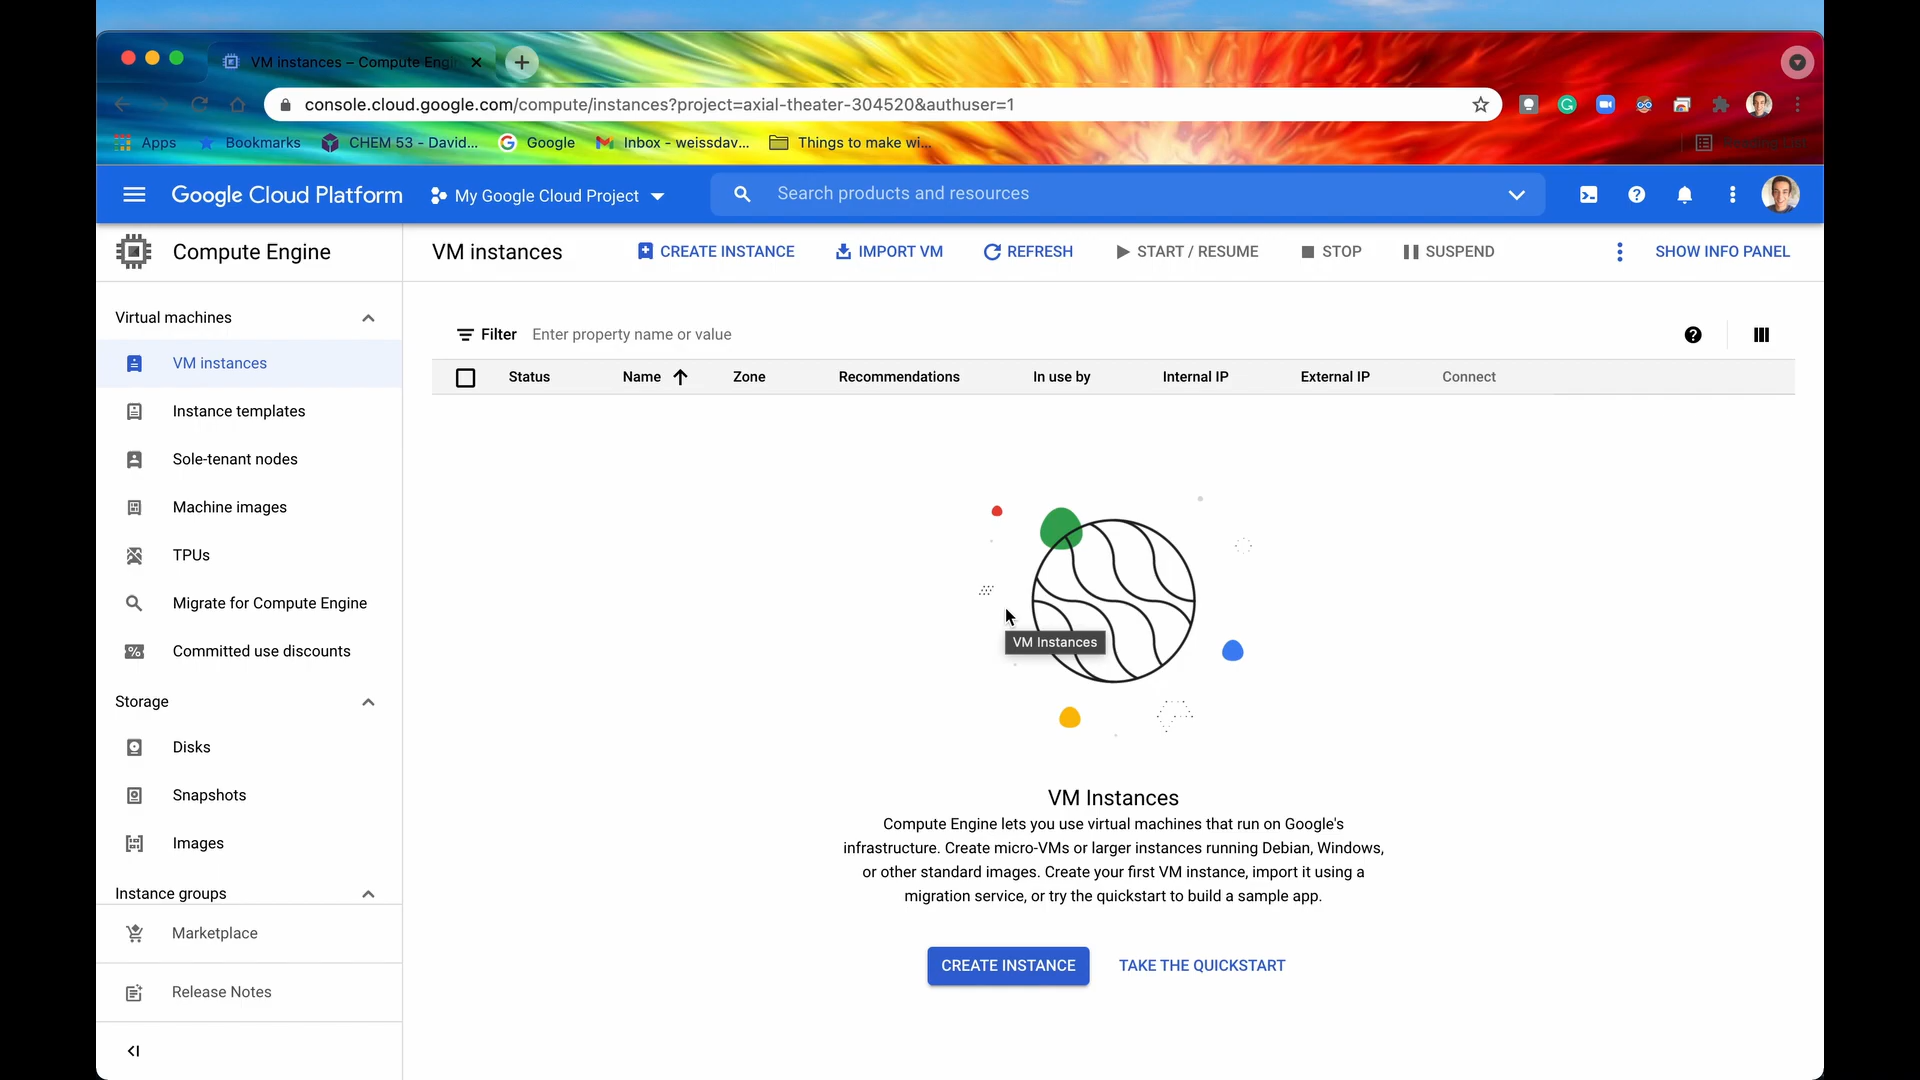 VM instances – Compute Engi
console.cloud.google.com/compute/instances?project=axial-theater-304520&authuser=1
Apps
Bookmarks
CHEM 53 - David...
Google
Inbox - weissdav...
Things to make wi...
Reading List
Google Cloud Platform
My Google Cloud Project
Search products and resources
Compute Engine
VM instances
CREATE INSTANCE
IMPORT VM
REFRESH
START / RESUME
STOP
SUSPEND
SHOW INFO PANEL
Virtual machines
VM instances
Instance templates
Sole-tenant nodes
Machine images
TPUs
Migrate for Compute Engine
Committed use discounts
Storage
Disks
Snapshots
Images
Instance groups
Marketplace
Release Notes
Filter
Enter property name or value
Status
Name
Zone
Recommendations
In use by
Internal IP
External IP
Connect
VM Instances
VM Instances
Compute Engine lets you use virtual machines that run on Google's
infrastructure. Create micro-VMs or larger instances running Debian, Windows,
or other standard images. Create your first VM instance, import it using a
migration service, or try the quickstart to build a sample app.
CREATE INSTANCE
TAKE THE QUICKSTART